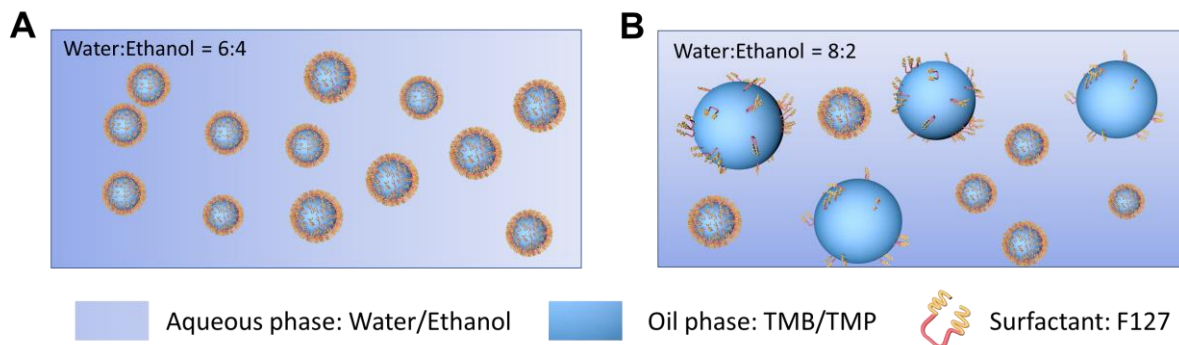 A
Water:Ethanol = 6:4
B
Water:Ethanol = 8:2
Aqueous phase: Water/Ethanol
Oil phase: TMB/TMP
Surfactant: F127